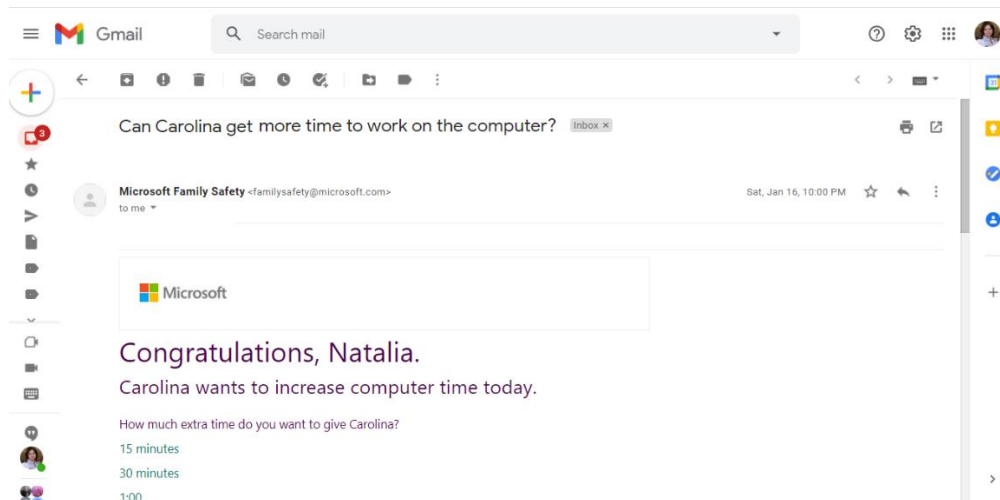 Gmail
Search mail
3
Can Carolina get more time to work on the computer? Inbox ×
Microsoft Family Safety <familysafety@microsoft.com>
Sat, Jan 16, 10:00 PM
to me
Microsoft
Congratulations, Natalia.
Carolina wants to increase computer time today.
How much extra time do you want to give Carolina?
15 minutes
30 minutes
1:00